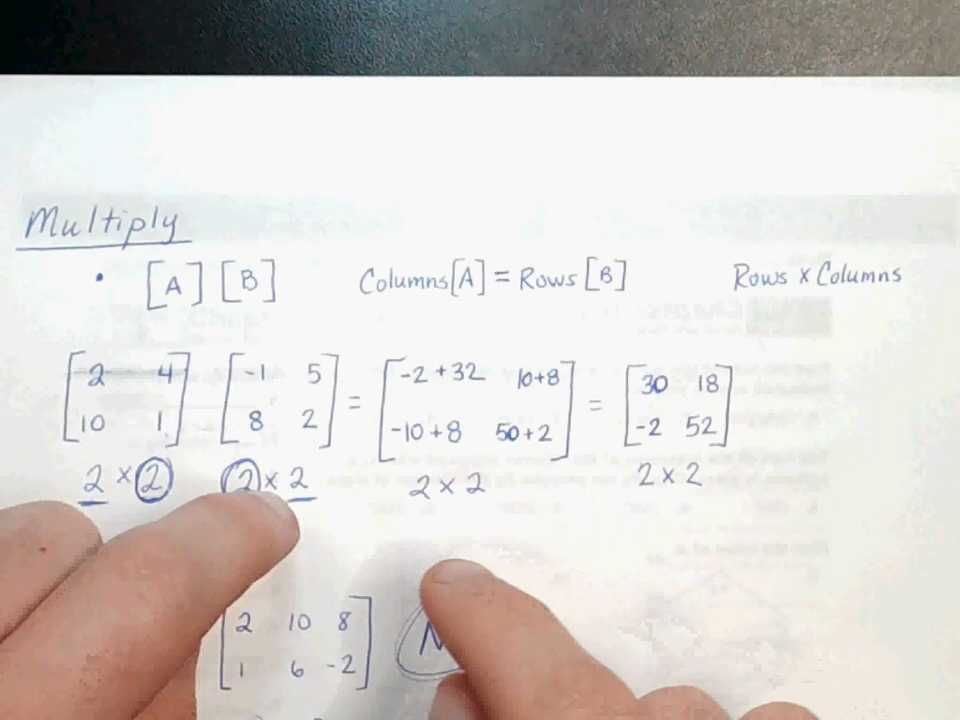 Multiply
• [A] [B] Columns[A] = Rows [B] Rows x Columns
[2 4] [-1 5] = [-2+32 10+8] = [30 18]
[10 1] [8 2] [-10+8 50+2] [-2 52]
2 x 2 2 x 2 2 x 2 2 x 2
[2 10 8]
[1 6 -2]